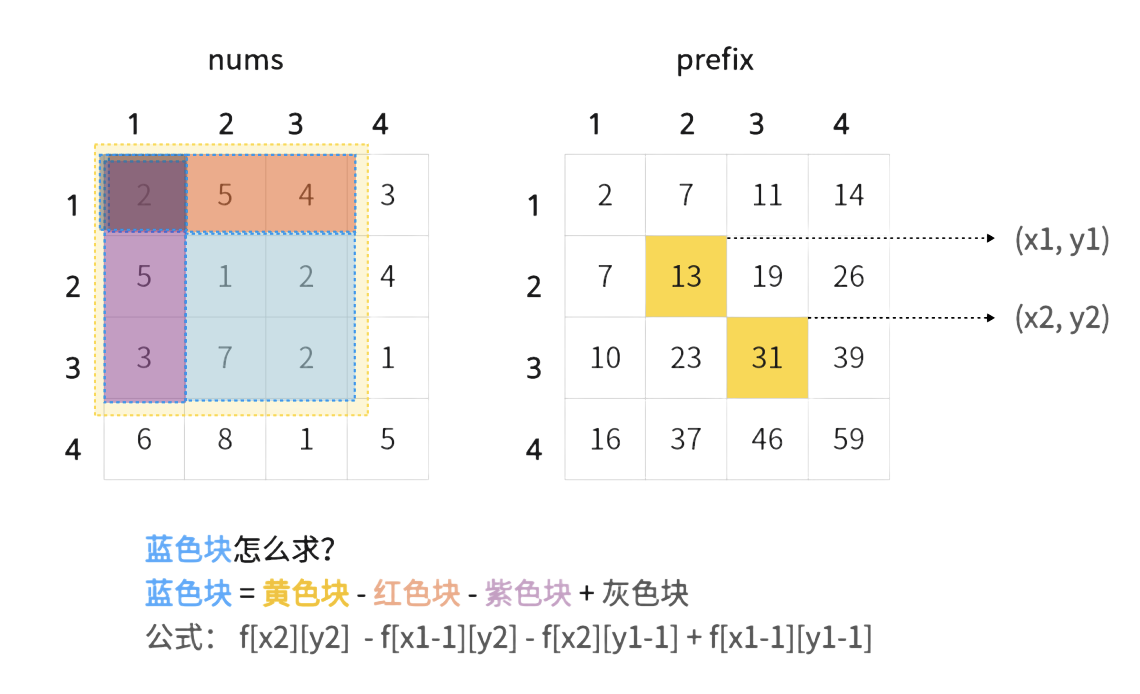 nums prefix
1 2 3 4 1 2 3 4
1 2 5 4 3 1 2 7 11 14
(x1, y1)
2 5 1 2 4 2 7 13 19 26
(x2, y2)
3 3 7 2 1 3 10 23 31 39
4 6 8 1 5 4 16 37 46 59
蓝色块怎么求？
蓝色块 = 黄色块 - 红色块 - 紫色块 + 灰色块
公式： f[x2][y2] - f[x1-1][y2] - f[x2][y1-1] + f[x1-1][y1-1]